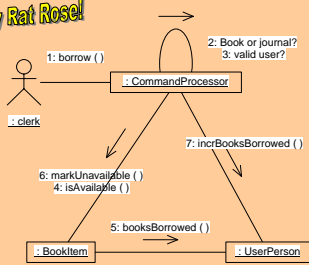 y Rat Rose!
2: Book or journal?
3: valid user?
1: borrow ( )
: CommandProcessor
: clerk
7: incrBooksBorrowed ( )
6: markUnavailable ( )
4: isAvailable ( )
5: booksBorrowed ( )
: BookItem
: UserPerson